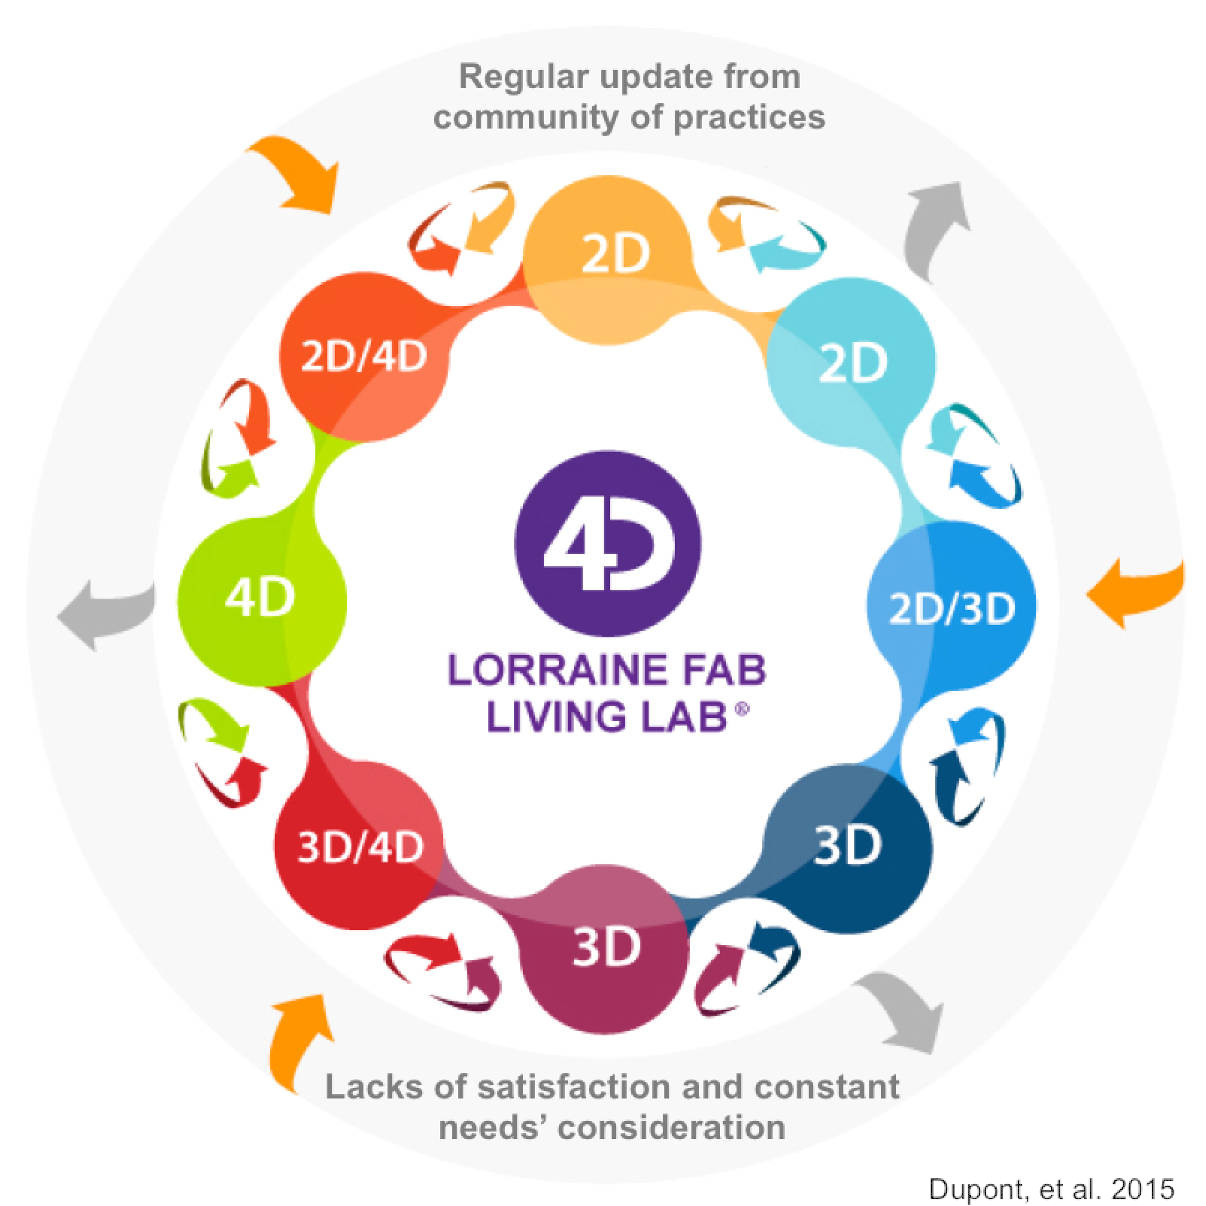 Regular update from
community of practices
2D
2D
2D/4D
4D
4D
2D/3D
LORRAINE FAB
LIVING LAB®
3D/4D
3D
3D
Lacks of satisfaction and constant
needs’ consideration
Dupont, et al. 2015